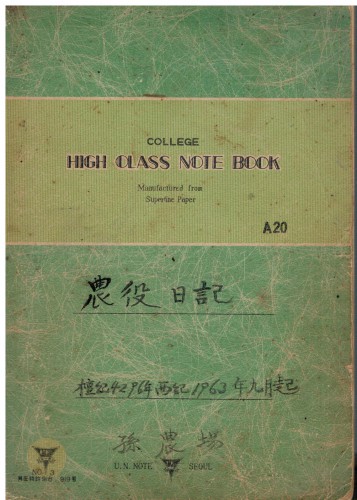 COLLEGE
HIGH CLASS NOTE BOOK
Manufactured from
Superfine Paper
A20
農役日記
檀紀4296年西紀1963年九月起
孫農場
U.N. NOTE SEOUL